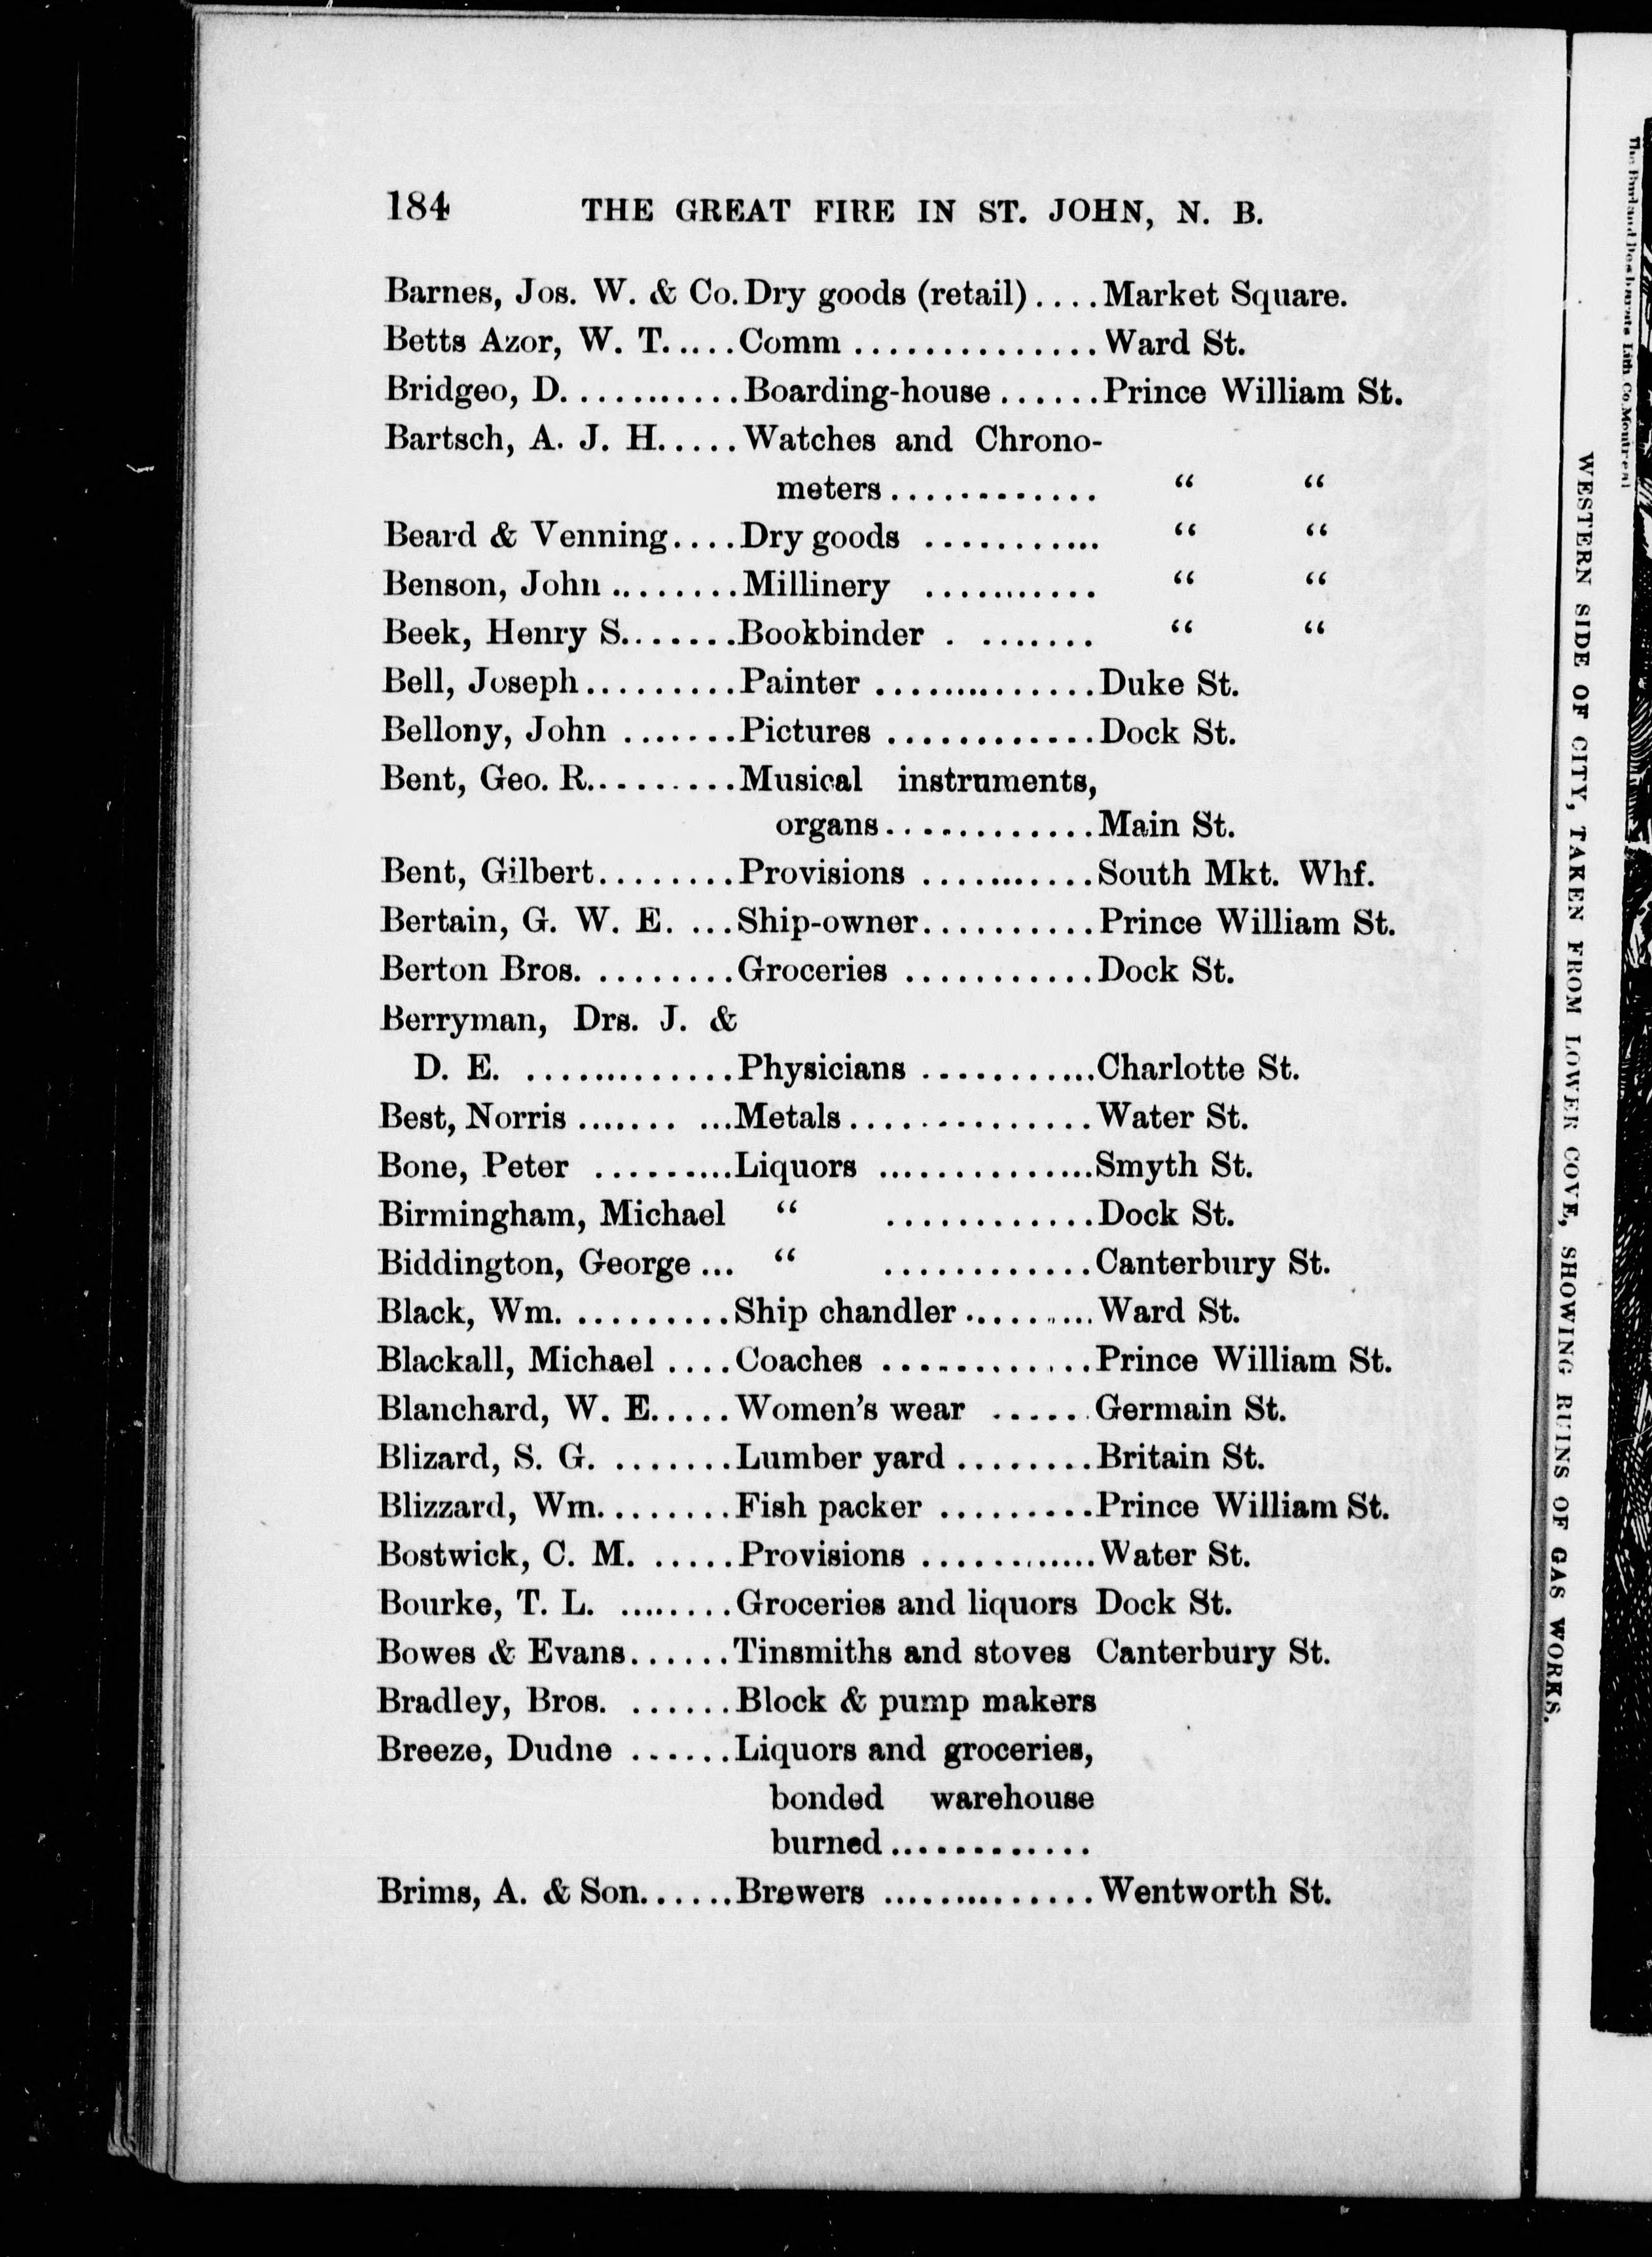 184 THE GREAT FIRE IN ST. JOHN, N. B.
Barnes, Jos. W. & Co. Dry goods (retail) .... Market Square.
Betts Azor, W. T. .... Comm .............. Ward St.
Bridgeo, D. .......... Boarding-house ...... Prince William St.
Bartsch, A. J. H. .... Watches and Chrono-
meters ............ “ “
Beard & Venning .... Dry goods ........... “ “
Benson, John ........ Millinery ........... “ “
Beek, Henry S. ...... Bookbinder . ....... “ “
Bell, Joseph ......... Painter ............. Duke St.
Bellony, John ....... Pictures ............ Dock St.
Bent, Geo. R. ........ Musical instruments,
organs ............ Main St.
Bent, Gilbert ........ Provisions .......... South Mkt. Whf.
Bertain, G. W. E. ... Ship-owner .......... Prince William St.
Berton Bros. ........ Groceries ........... Dock St.
Berryman, Drs. J. &
D. E. ............. Physicians ........... Charlotte St.
Best, Norris ....... ... Metals .............. Water St.
Bone, Peter ......... Liquors .............. Smyth St.
Birmingham, Michael “ ............ Dock St.
Biddington, George ... “ ............ Canterbury St.
Black, Wm. ......... Ship chandler ......... Ward St.
Blackall, Michael .... Coaches ............ Prince William St.
Blanchard, W. E. .... Women's wear ...... Germain St.
Blizard, S. G. ....... Lumber yard ........ Britain St.
Blizzard, Wm. ....... Fish packer ......... Prince William St.
Bostwick, C. M. ...... Provisions ............ Water St.
Bourke, T. L. ........ Groceries and liquors Dock St.
Bowes & Evans ...... Tinsmiths and stoves Canterbury St.
Bradley, Bros. ...... Block & pump makers
Breeze, Dudne ...... Liquors and groceries,
bonded warehouse
burned ............
Brims, A. & Son ...... Brewers ............. Wentworth St.
WESTERN SIDE OF CITY, TAKEN FROM LOWER COVE, SHOWING RUINS OF GAS WORKS.
The Burland Desbarats Lith Co. Montreal